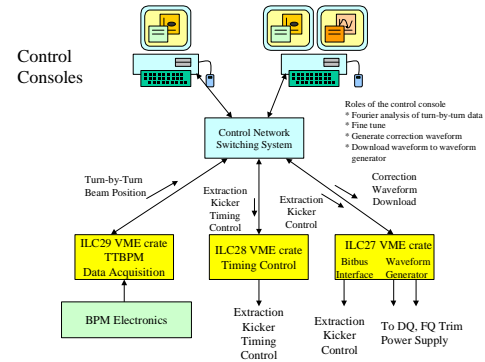 Control
Consoles
Roles of the control console
* Fourier analysis of turn-by-turn data
* Fine tune
* Generate correction waveform
* Download waveform to waveform
generator
Control Network
Switching System
Turn-by-Turn
Beam Position
Extraction
Kicker
Timing
Control
Extraction
Kicker
Control
Correction
Waveform
Download
ILC29 VME crate
TTBPM
Data Acquisition
ILC28 VME crate
Timing Control
ILC27 VME crate
Bitbus
Interface
Waveform
Generator
BPM Electronics
Extraction
Kicker
Timing
Control
Extraction
Kicker
Control
To DQ, FQ Trim
Power Supply